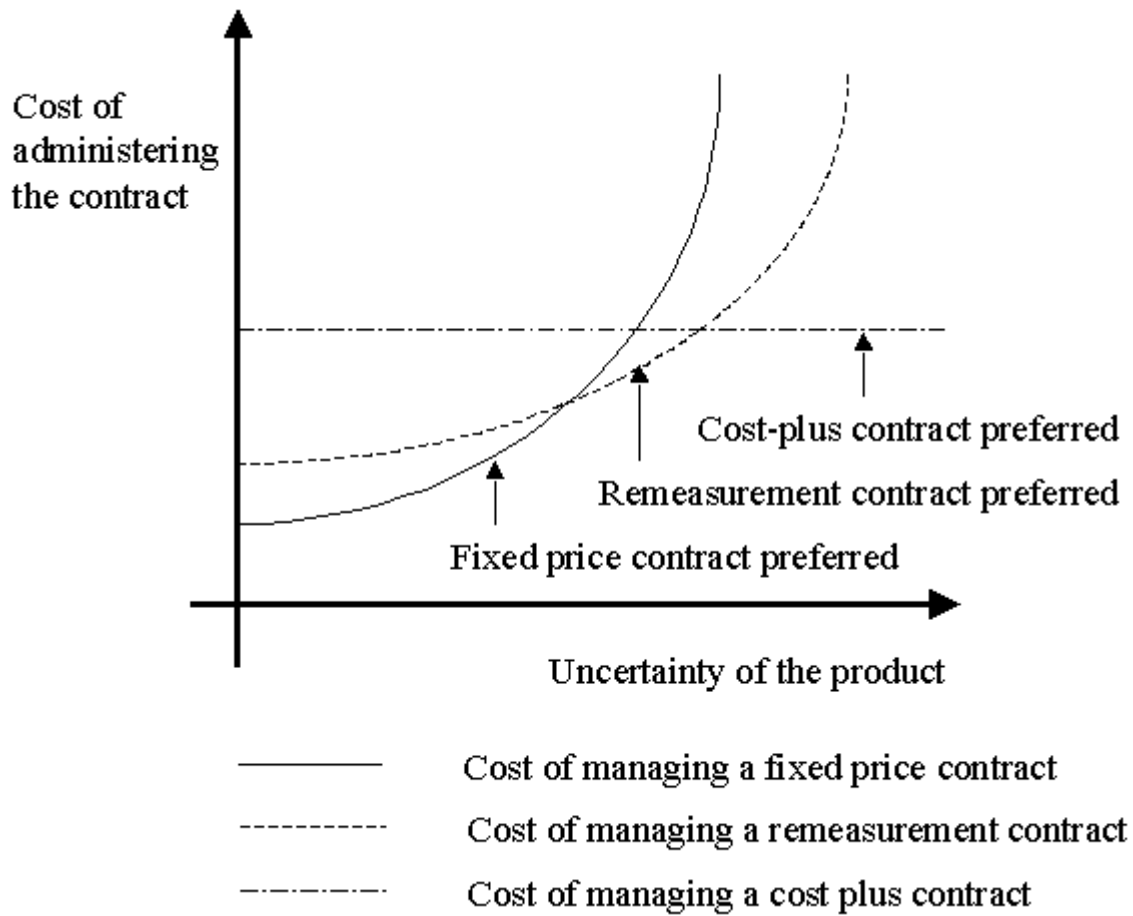 Cost of
administering
the contract
Cost-plus contract preferred
Remeasurement contract preferred
Fixed price contract preferred
Uncertainty of the product
Cost of managing a fixed price contract
Cost of managing a remeasurement contract
Cost of managing a cost plus contract